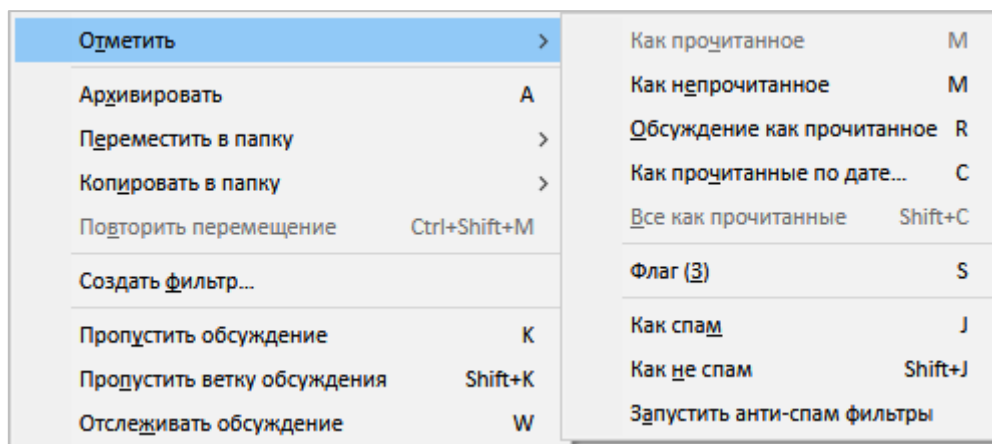 Отметить
Архивировать A
Переместить в папку
Копировать в папку
Повторить перемещение Ctrl+Shift+M
Создать фильтр...
Пропустить обсуждение K
Пропустить ветку обсуждения Shift+K
Отслеживать обсуждение W
Как прочитанное M
Как непрочитанное M
Обсуждение как прочитанное R
Как прочитанные по дате... C
Все как прочитанные Shift+C
Флаг (З) S
Как спам J
Как не спам Shift+J
Запустить анти-спам фильтры